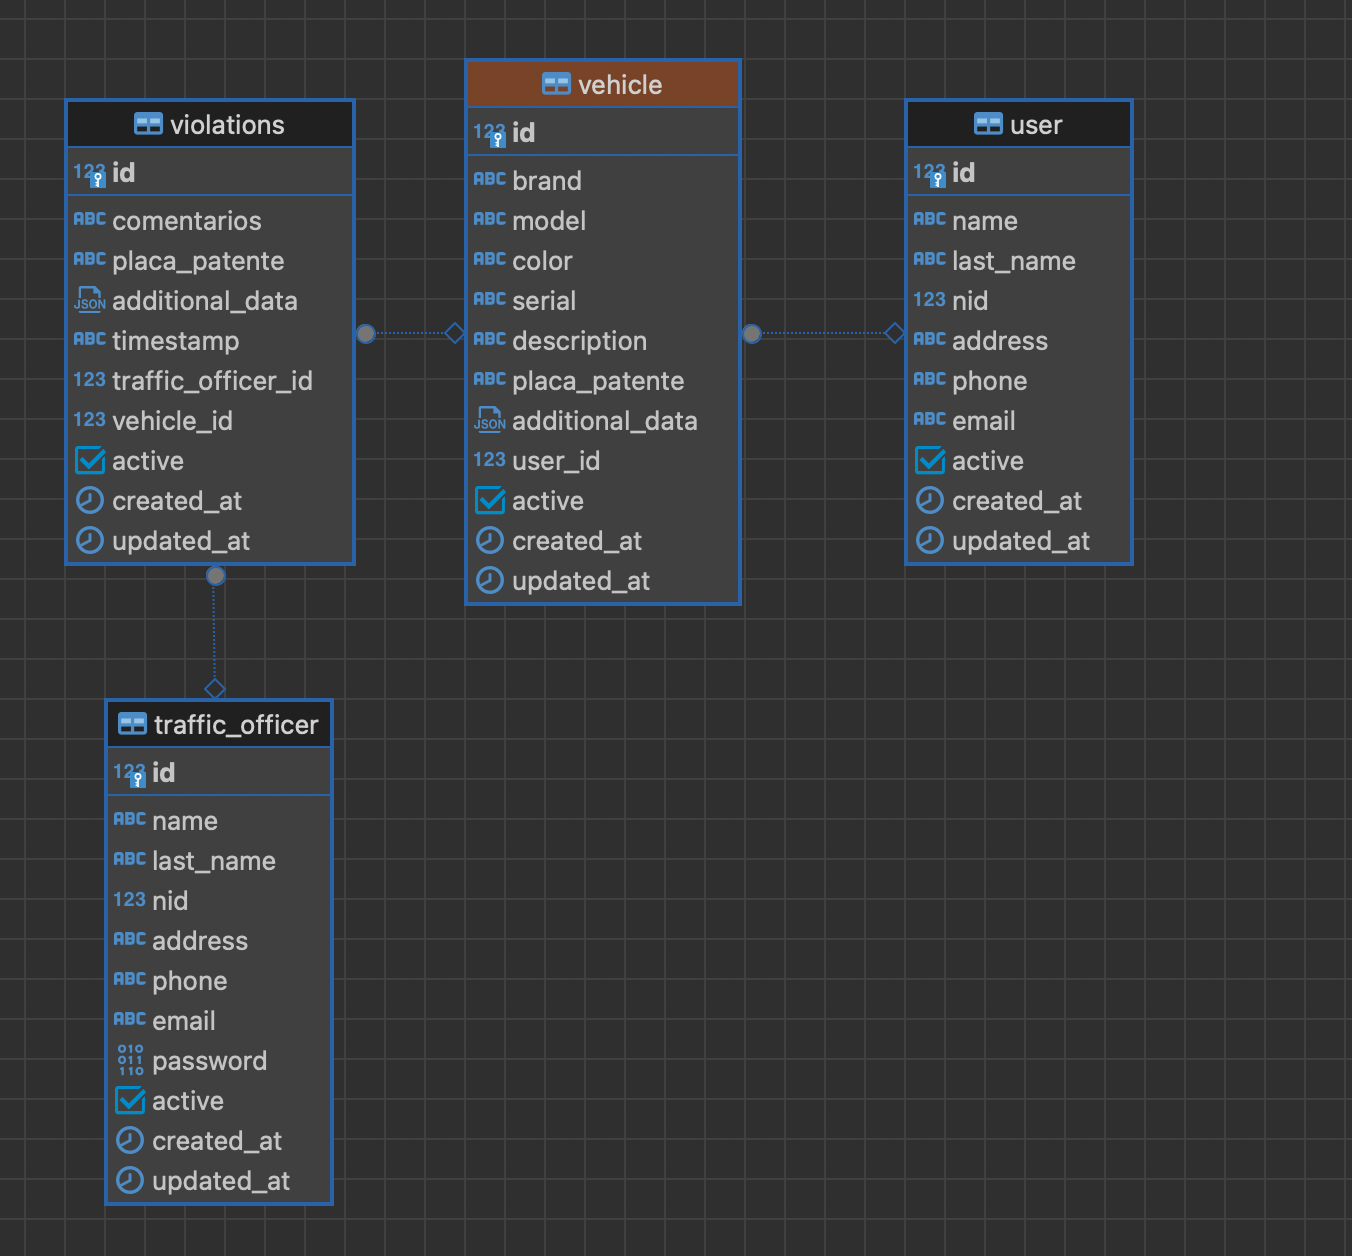 violations
123 id
ABC comentarios
ABC placa_patente
JSON additional_data
ABC timestamp
123 traffic_officer_id
123 vehicle_id
active
created_at
updated_at
vehicle
123 id
ABC brand
ABC model
ABC color
ABC serial
ABC description
ABC placa_patente
JSON additional_data
123 user_id
active
created_at
updated_at
user
123 id
ABC name
ABC last_name
123 nid
ABC address
ABC phone
ABC email
active
created_at
updated_at
traffic_officer
123 id
ABC name
ABC last_name
123 nid
ABC address
ABC phone
ABC email
010
011
110 password
active
created_at
updated_at